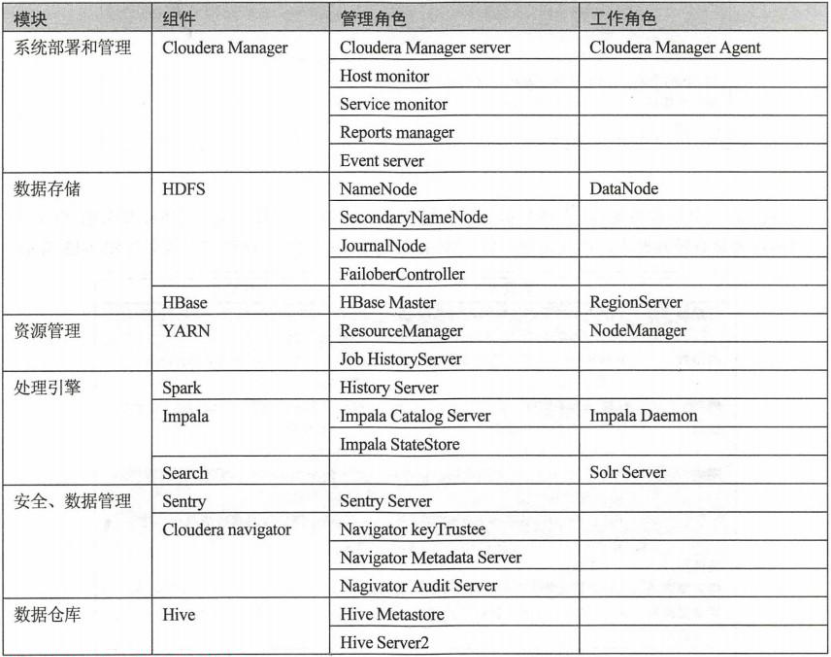 模块 组件 管理角色 工作角色
系统部署和管理 Cloudera Manager Cloudera Manager server Cloudera Manager Agent
Host monitor
Service monitor
Reports manager
Event server
数据存储 HDFS NameNode DataNode
SecondaryNameNode
JournalNode
FailoberController
HBase HBase Master RegionServer
资源管理 YARN ResourceManager NodeManager
Job HistoryServer
处理引擎 Spark History Server
Impala Impala Catalog Server Impala Daemon
Impala StateStore
Search Solr Server
安全、数据管理 Sentry Sentry Server
Cloudera navigator Navigator keyTrustee
Navigator Metadata Server
Nagivator Audit Server
数据仓库 Hive Hive Metastore
Hive Server2